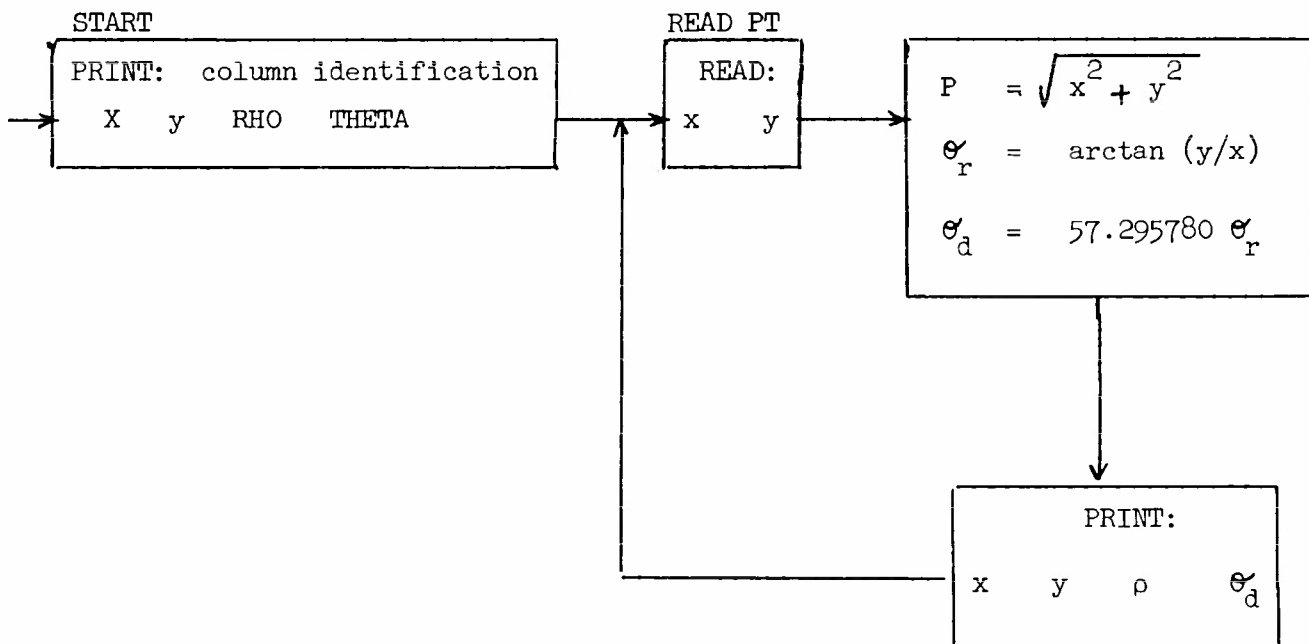 START
PRINT: column identification
X y RHO THETA
READ PT
READ:
x y
P = √x² + y²
θr = arctan (y/x)
θd = 57.295780 θr
PRINT:
x y ρ θd